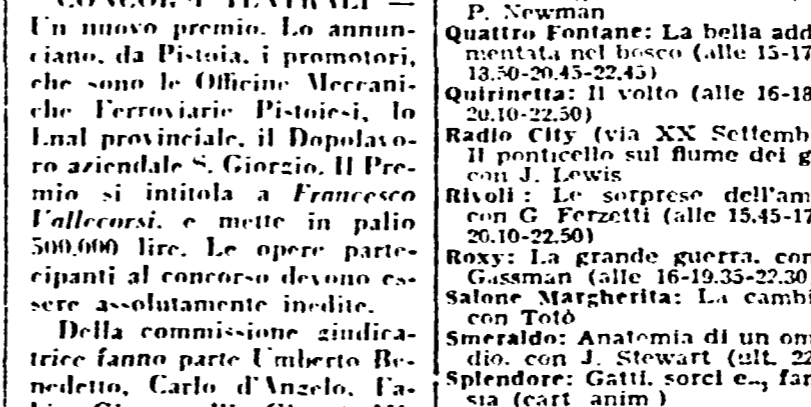 CONCORSI TEATRALI —
Un nuovo premio. Lo annun-
ciano, da Pistoia, i promotori,
che sono le Officine Meccani-
che Ferroviarie Pistoiesi, lo
Enal provinciale, il Dopolavo-
ro aziendale S. Giorgio. Il Pre-
mio si intitola a Francesco
Vallecorsi, e mette in palio
500.000 lire. Le opere parte-
cipanti al concorso devono es-
sere assolutamente inedite.
Della commissione giudica-
trice fanno parte Umberto Be-
nedetto, Carlo d'Angelo, Fa-
P. Newman
Quattro Fontane: La bella add
mentata nel bosco (alle 15-17
18.50-20.45-22.45)
Quirinetta: Il volto (alle 16-18
20.10-22.50)
Radio City (via XX Settemb
Il ponticello sul fiume dei g
con J. Lewis
Rivoli: Le sorprese dell'am
con G Ferzetti (alle 15.45-17
20.10-22.50)
Roxy: La grande guerra, con
Gassman (alle 16-19.35-22.30
Salone Margherita: La cambi
con Totò
Smeraldo: Anatomia di un om
dio. con J. Stewart (ult. 22
Splendore: Gatti, sorci e.., fan
sia (cart anim)